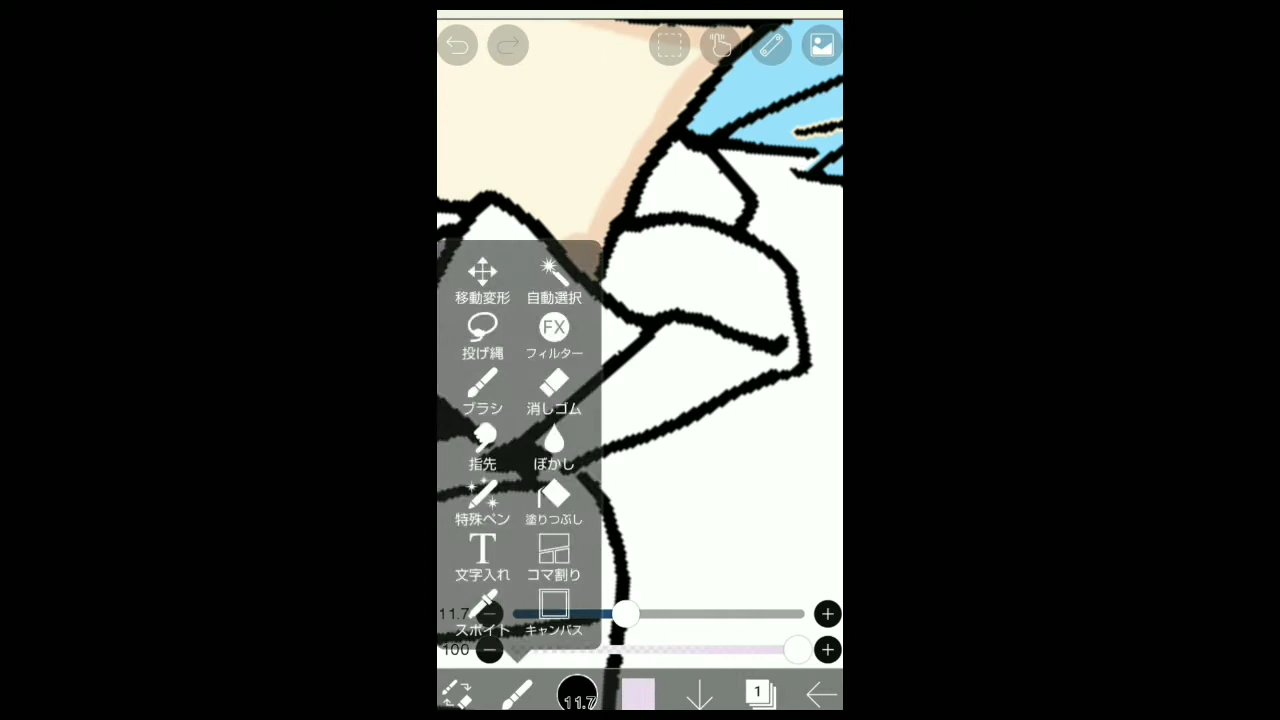 移動変形 自動選択
FX
投げ縄 フィルター
ブラシ 消しゴム
指先 ぼかし
特殊ペン 塗りつぶし
T
文字入れ コマ割り
11.7
スポイト キャンバス
100
11.7
1